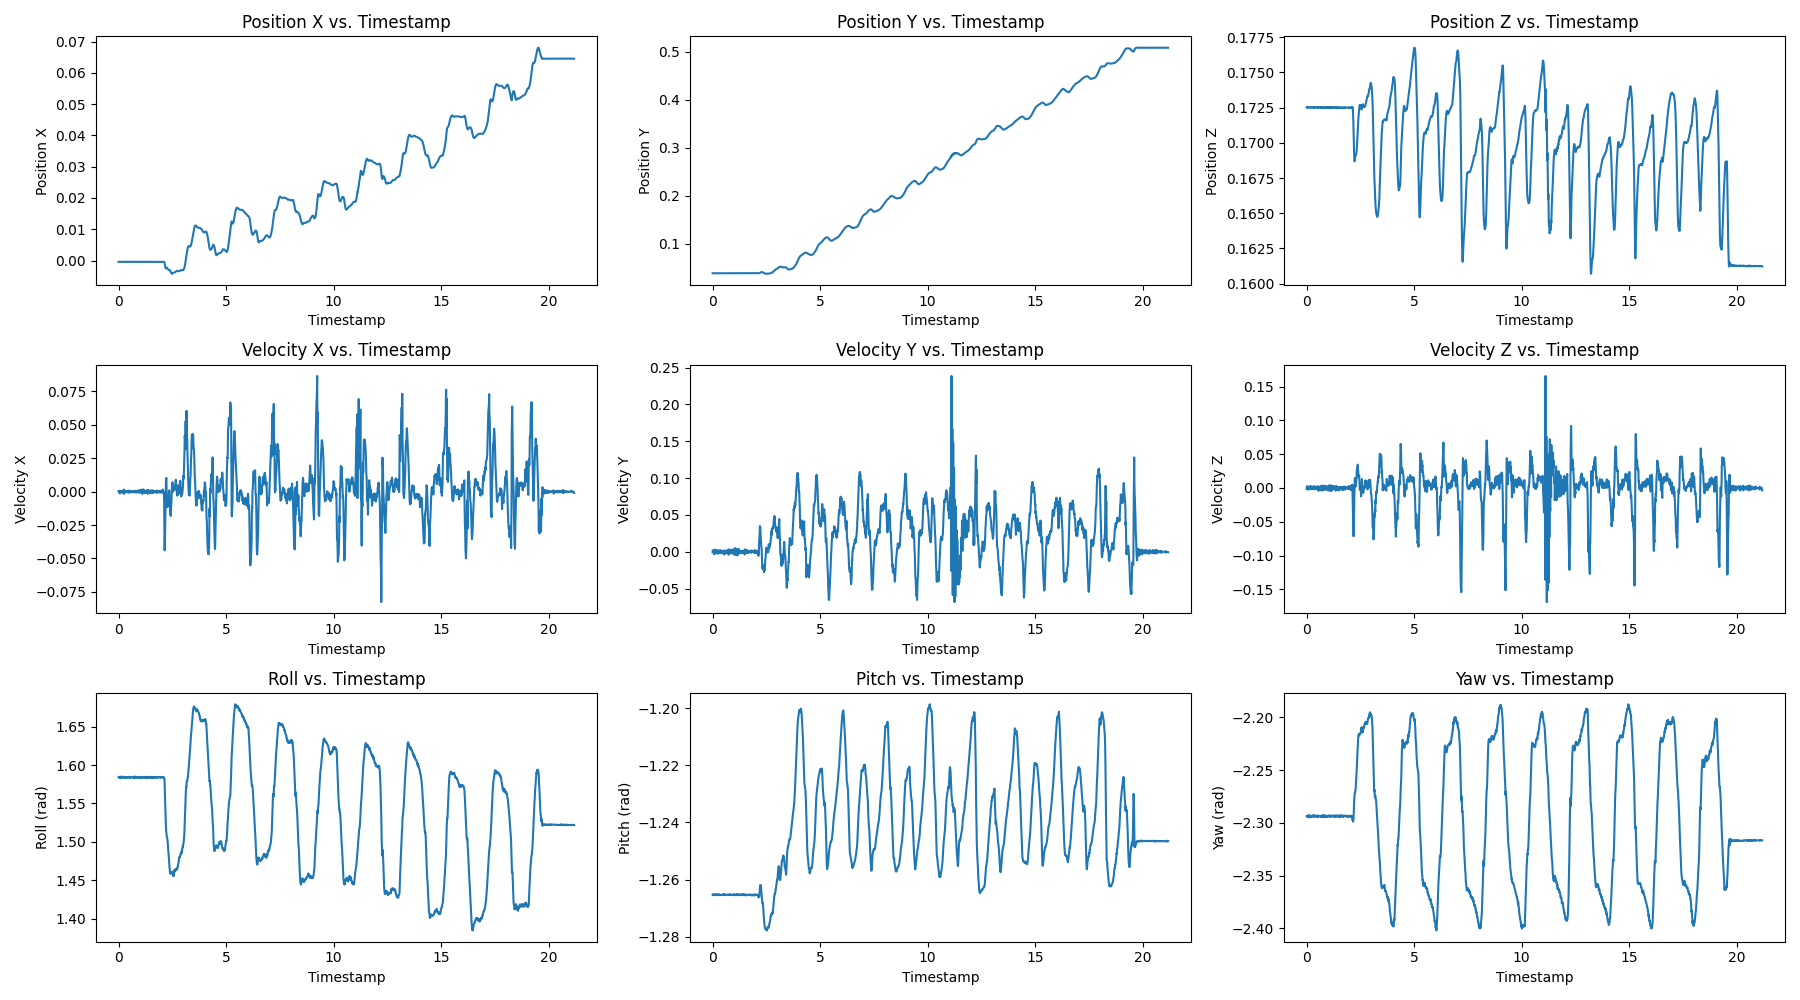 Position X vs. Timestamp
Position X
0.07
0.06
0.05
0.04
0.03
0.02
0.01
0.00
0 5 10 15 20
Timestamp
Position Y vs. Timestamp
Position Y
0.5
0.4
0.3
0.2
0.1
0 5 10 15 20
Timestamp
Position Z vs. Timestamp
Position Z
0.1775
0.1750
0.1725
0.1700
0.1675
0.1650
0.1625
0.1600
0 5 10 15 20
Timestamp
Velocity X vs. Timestamp
Velocity X
0.075
0.050
0.025
0.000
−0.025
−0.050
−0.075
0 5 10 15 20
Timestamp
Velocity Y vs. Timestamp
Velocity Y
0.25
0.20
0.15
0.10
0.05
0.00
−0.05
0 5 10 15 20
Timestamp
Velocity Z vs. Timestamp
Velocity Z
0.15
0.10
0.05
0.00
−0.05
−0.10
−0.15
0 5 10 15 20
Timestamp
Roll vs. Timestamp
Roll (rad)
1.65
1.60
1.55
1.50
1.45
1.40
0 5 10 15 20
Timestamp
Pitch vs. Timestamp
Pitch (rad)
−1.20
−1.22
−1.24
−1.26
−1.28
0 5 10 15 20
Timestamp
Yaw vs. Timestamp
Yaw (rad)
−2.20
−2.25
−2.30
−2.35
−2.40
0 5 10 15 20
Timestamp